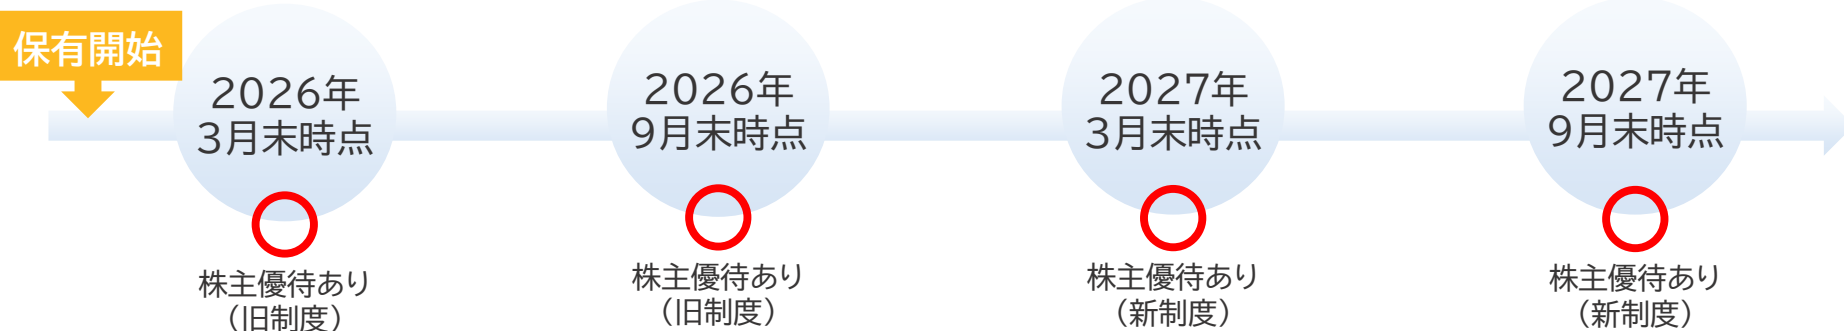 保有開始
2026年
3月末時点
株主優待あり
（旧制度）
2026年
9月末時点
株主優待あり
（旧制度）
2027年
3月末時点
株主優待あり
（新制度）
2027年
9月末時点
株主優待あり
（新制度）